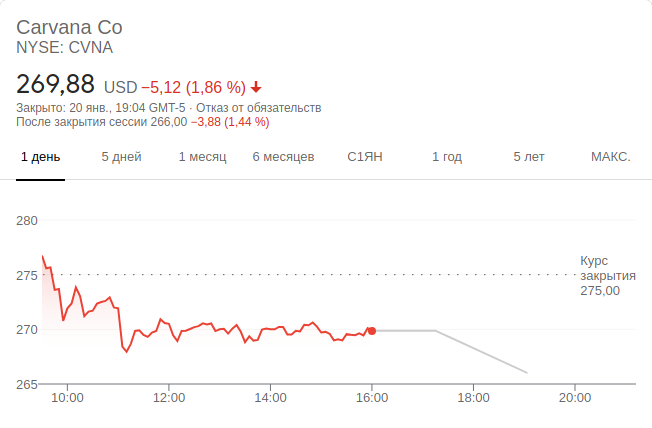 Carvana Co
NYSE: CVNA
269,88 USD −5,12 (1,86 %)
Закрыто: 20 янв., 19:04 GMT-5 · Отказ от обязательств
После закрытия сессии 266,00 −3,88 (1,44 %)
1 день 5 дней 1 месяц 6 месяцев С1ЯН 1 год 5 лет МАКС.
280
275
270
265
Курс
закрытия
275,00
10:00 12:00 14:00 16:00 18:00 20:00